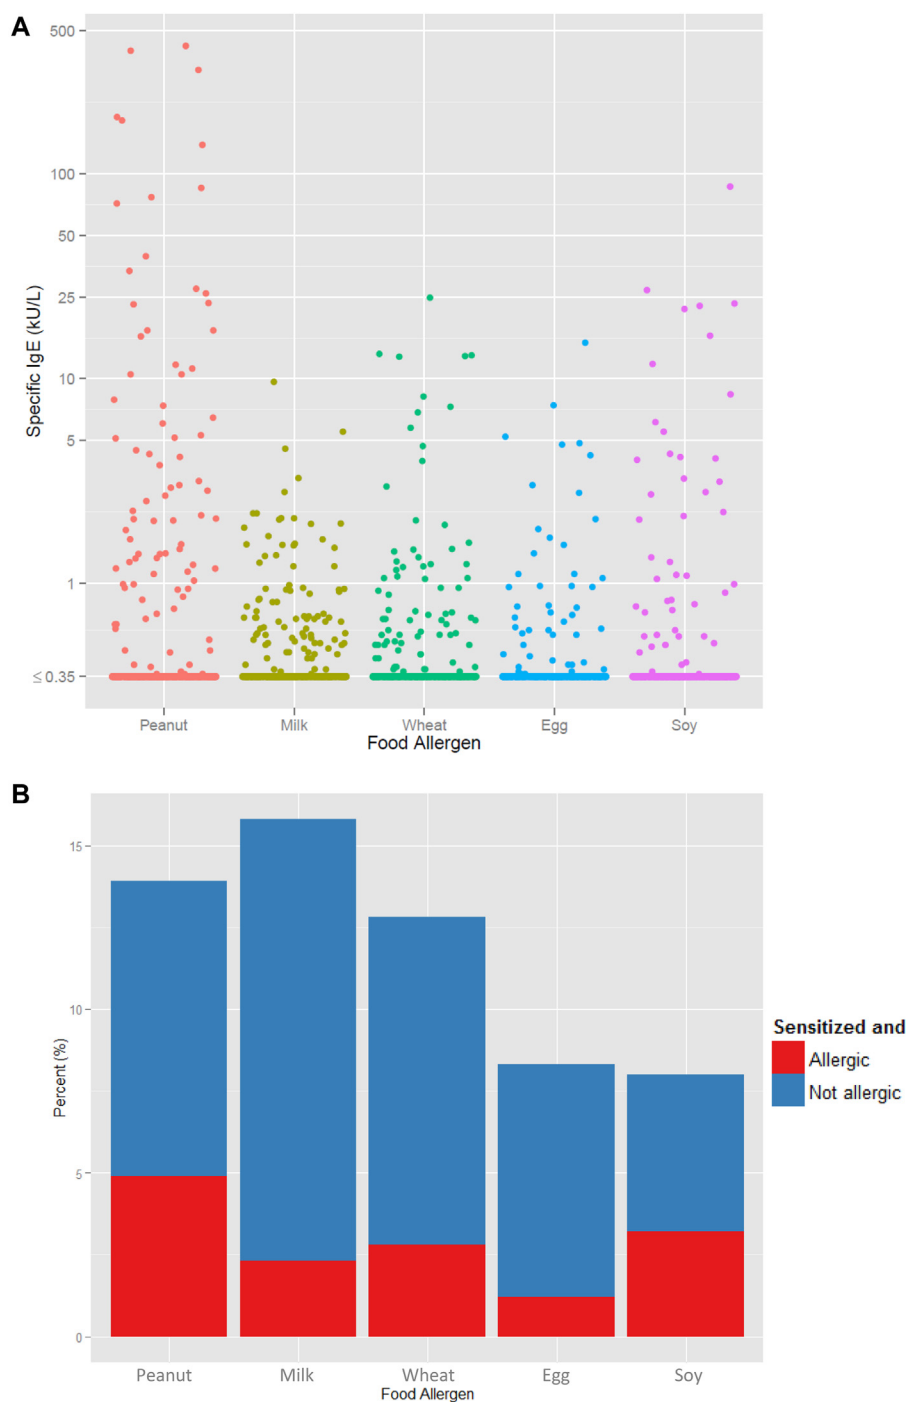 A
500
100
50
25
10
5
1
≤ 0.35
Specific IgE (kU/L)
Peanut Milk Wheat Egg Soy
Food Allergen
B
15
10
5
0
Percent (%)
Sensitized and
Allergic
Not allergic
Peanut Milk Wheat Egg Soy
Food Allergen